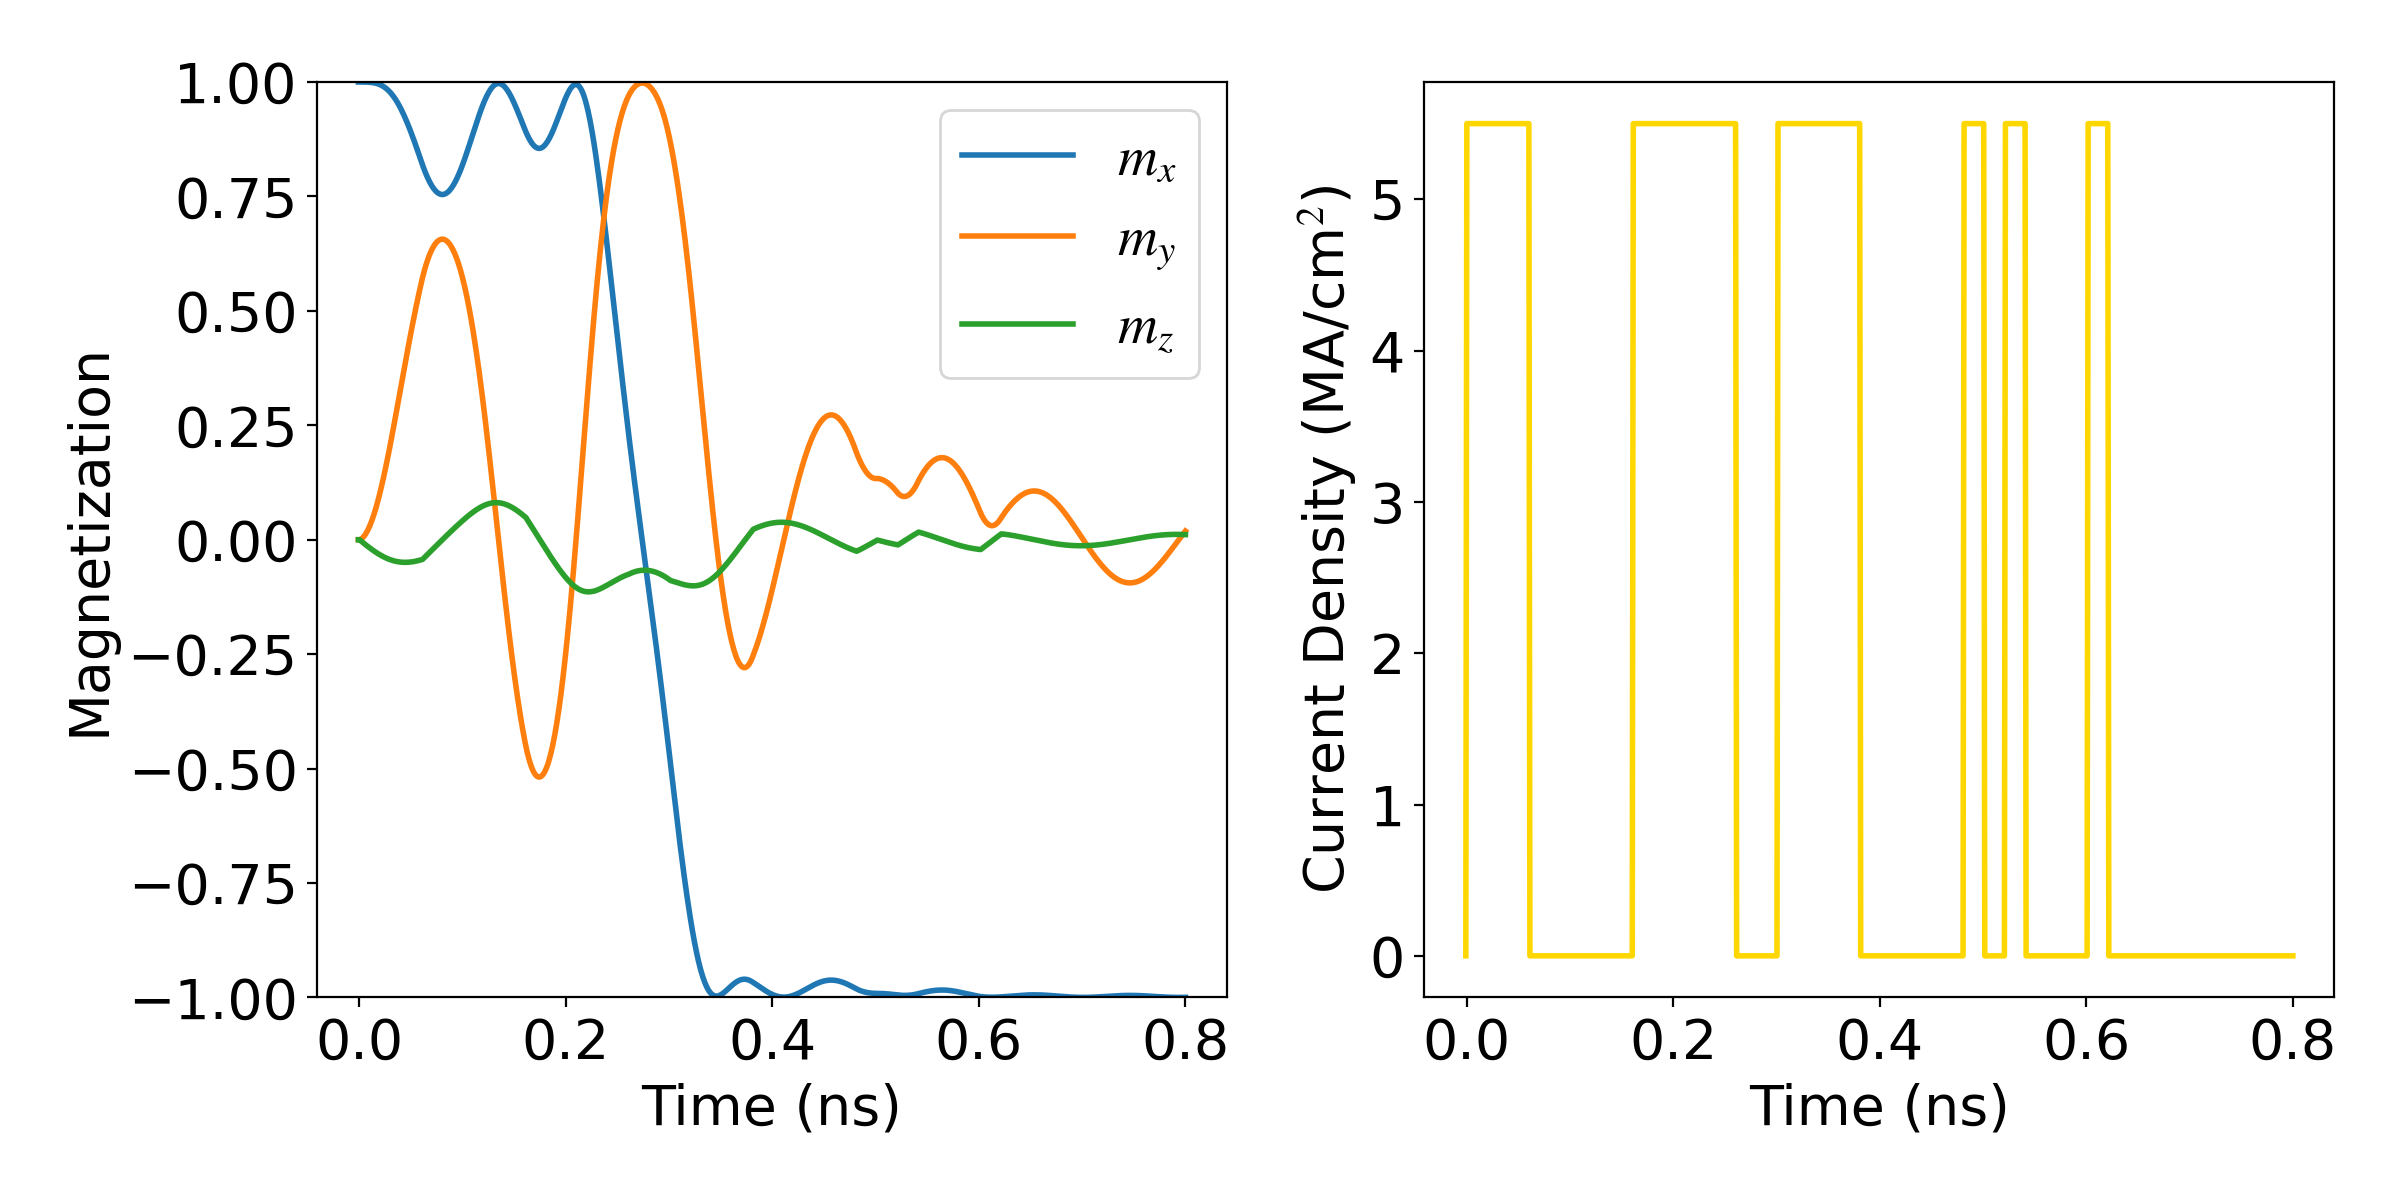 Magnetization
1.00
0.75
0.50
0.25
0.00
−0.25
−0.50
−0.75
−1.00
0.0 0.2 0.4 0.6 0.8
Time (ns)
m_x
m_y
m_z
Current Density (MA/cm²)
5
4
3
2
1
0
0.0 0.2 0.4 0.6 0.8
Time (ns)